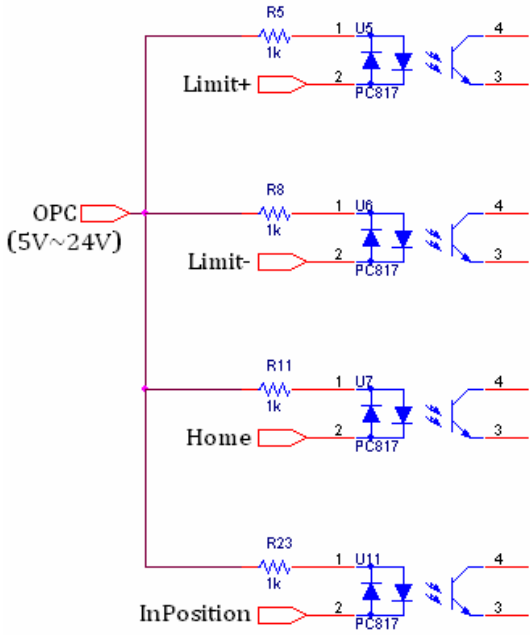 R5
1k
1
U5
4
Limit+
2
PC817
3
R8
1k
1
U6
4
OPC
(5V~24V)
Limit-
2
PC817
3
R11
1k
1
U7
4
Home
2
PC817
3
R23
1k
1
U11
4
InPosition
2
PC817
3